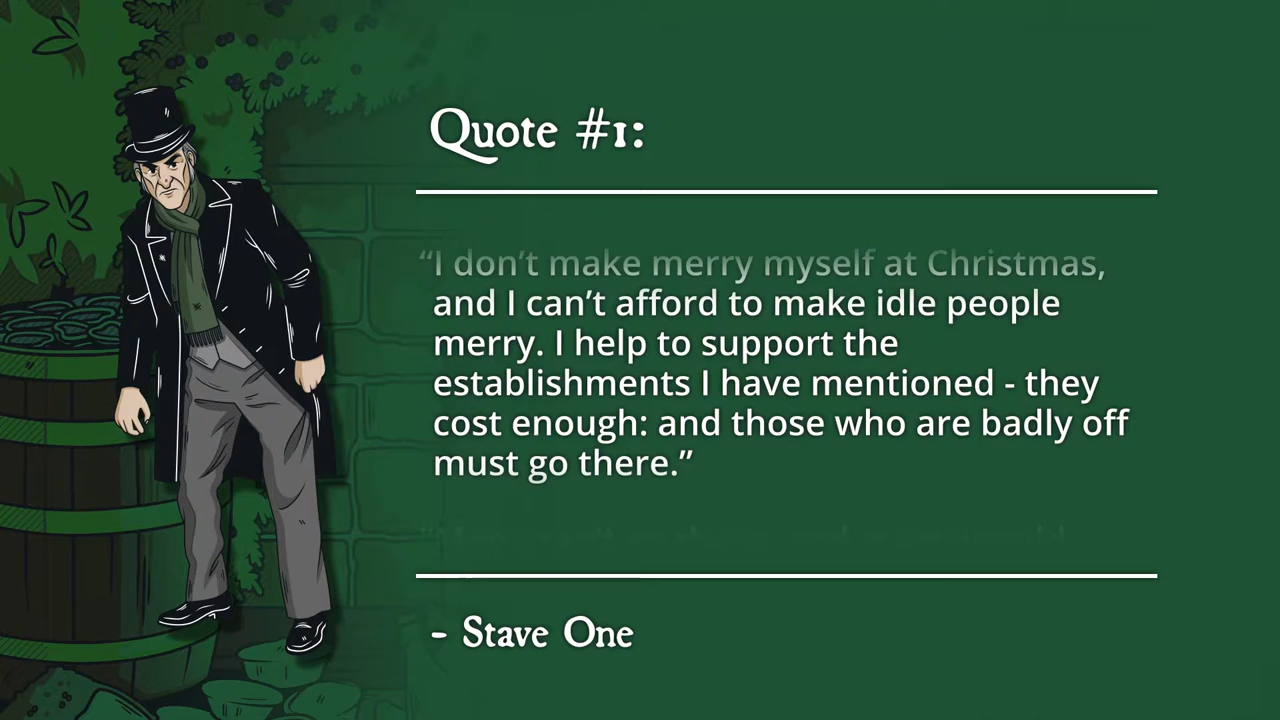 Quote #1:
“I don’t make merry myself at Christmas,
and I can’t afford to make idle people
merry. I help to support the
establishments I have mentioned - they
cost enough: and those who are badly off
must go there.”
- Stave One